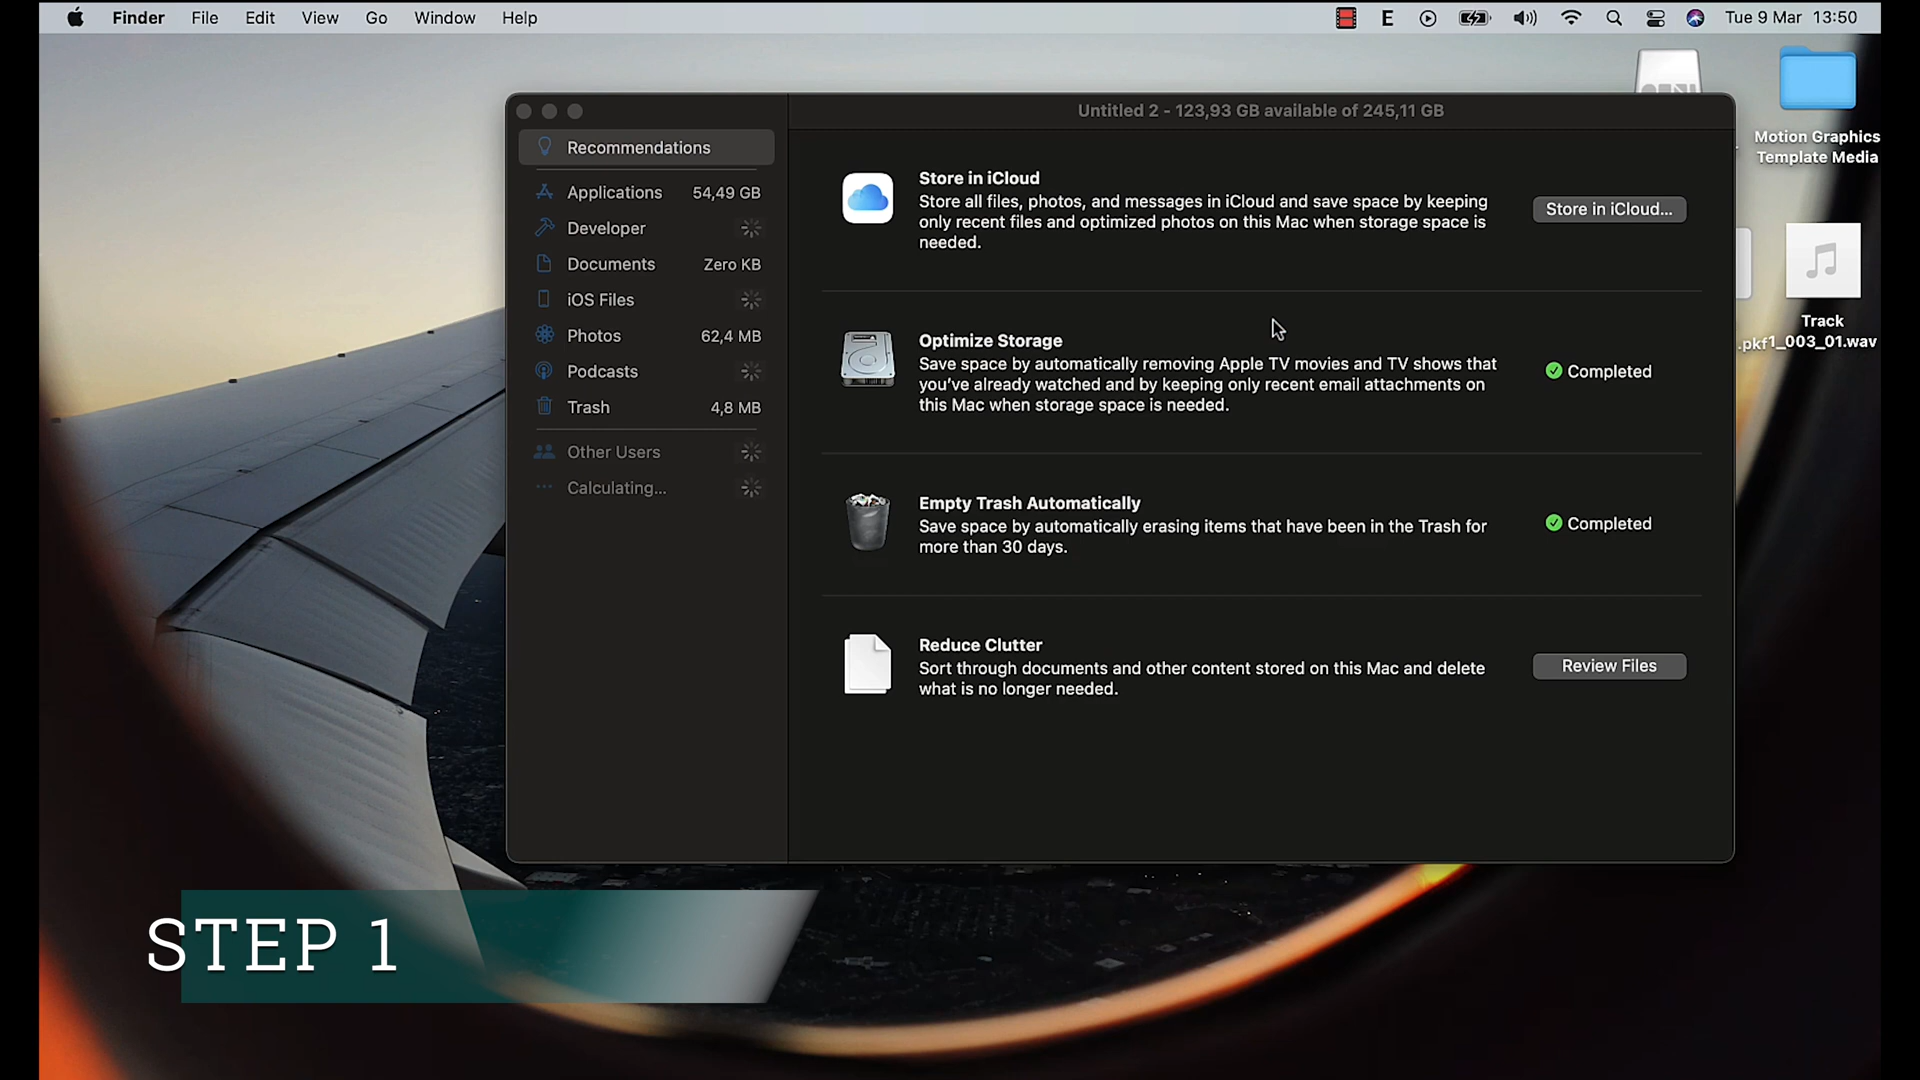 Finder File Edit View Go Window Help
E Tue 9 Mar 13:50
Untitled 2 - 123,93 GB available of 245,11 GB
Recommendations
Applications 54,49 GB
Developer
Documents Zero KB
iOS Files
Photos 62,4 MB
Podcasts
Trash 4,8 MB
Other Users
Calculating...
Store in iCloud
Store all files, photos, and messages in iCloud and save space by keeping
only recent files and optimized photos on this Mac when storage space is
needed.
Store in iCloud...
Optimize Storage
Save space by automatically removing Apple TV movies and TV shows that
you've already watched and by keeping only recent email attachments on
this Mac when storage space is needed.
Completed
Empty Trash Automatically
Save space by automatically erasing items that have been in the Trash for
more than 30 days.
Completed
Reduce Clutter
Sort through documents and other content stored on this Mac and delete
what is no longer needed.
Review Files
Motion Graphics
Template Media
Track
.pkf 1_003_01.wav
STEP 1